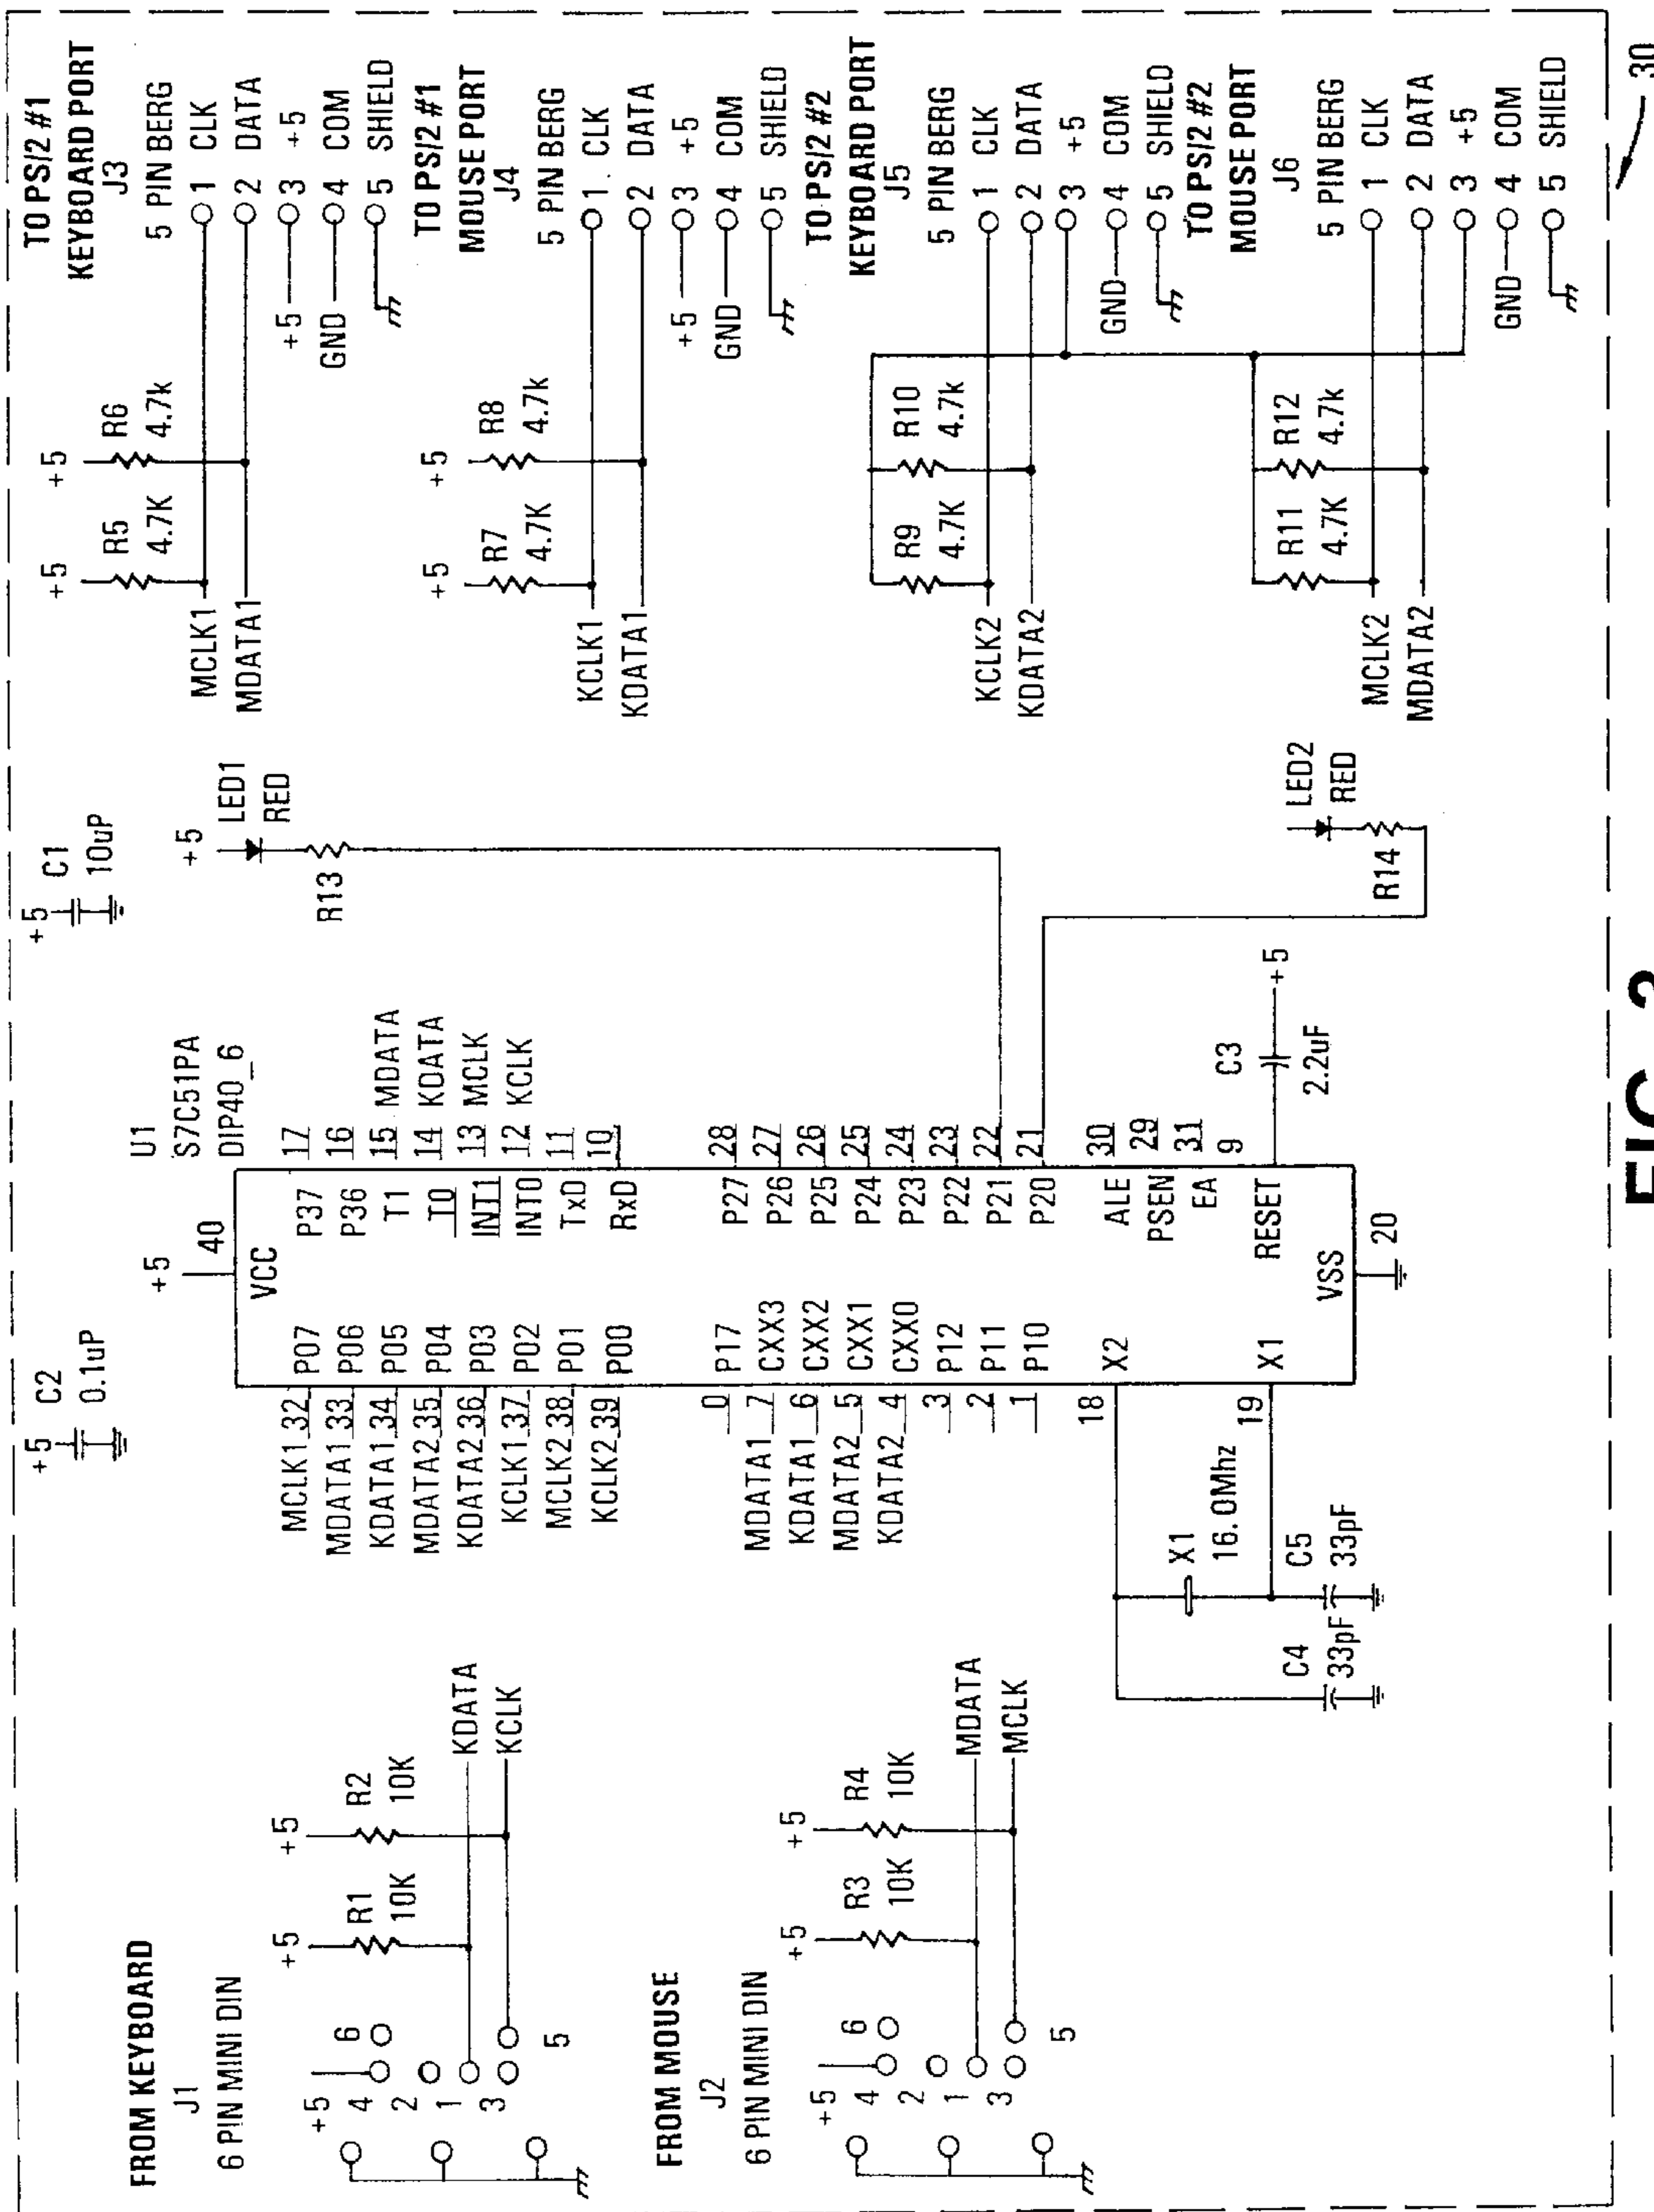 FROM KEYBOARD
J1
6 PIN MINI DIN
+5
4
2
1
3
6
5
+5
R1
10K
+5
R2
10K
KDATA
KCLK
FROM MOUSE
J2
6 PIN MINI DIN
+5
4
2
1
3
6
5
+5
R3
10K
+5
R4
10K
MDATA
MCLK
+5
C2
0.1uP
+5
C1
10uP
U1
S7C51PA
DIP40_6
+5
40
VCC
MCLK1 32 P07
MDATA1 33 P06
KDATA1 34 P05
MDATA2 35 P04
KDATA2 36 P03
KCLK1 37 P02
MCLK2 38 P01
KCLK2 39 P00
0 P17
MDATA1 7 CXX3
KDATA1 6 CXX2
MDATA2 5 CXX1
KDATA2 4 CXX0
3 P12
2 P11
1 P10
18 X2
19 X1
P37 17
P36 16
T1 15 MDATA
T0 14 KDATA
INT1 13 MCLK
INT0 12 KCLK
TxD 11
RxD 10
P27 28
P26 27
P25 26
P24 25
P23 24
P22 23
P21 22
P20 21
ALE 30
PSEN 29
EA 31
RESET 9
VSS
20
X1
16.0Mhz
C4
33pF
C5
33pF
C3
2.2uF
+5
+5
LED1
RED
R13
LED2
RED
R14
TO PS/2 #1
KEYBOARD PORT
J3
5 PIN BERG
+5
R5
4.7K
+5
R6
4.7k
MCLK1
MDATA1
1 CLK
2 DATA
+5 3 +5
GND 4 COM
5 SHIELD
TO PS/2 #1
MOUSE PORT
J4
5 PIN BERG
+5
R7
4.7K
+5
R8
4.7k
KCLK1
KDATA1
1 CLK
2 DATA
+5 3 +5
GND 4 COM
5 SHIELD
TO PS/2 #2
KEYBOARD PORT
J5
5 PIN BERG
R9
4.7K
R10
4.7k
KCLK2
KDATA2
1 CLK
2 DATA
3 +5
GND 4 COM
5 SHIELD
TO PS/2 #2
MOUSE PORT
J6
5 PIN BERG
R11
4.7K
R12
4.7k
MCLK2
MDATA2
1 CLK
2 DATA
3 +5
GND 4 COM
5 SHIELD
30